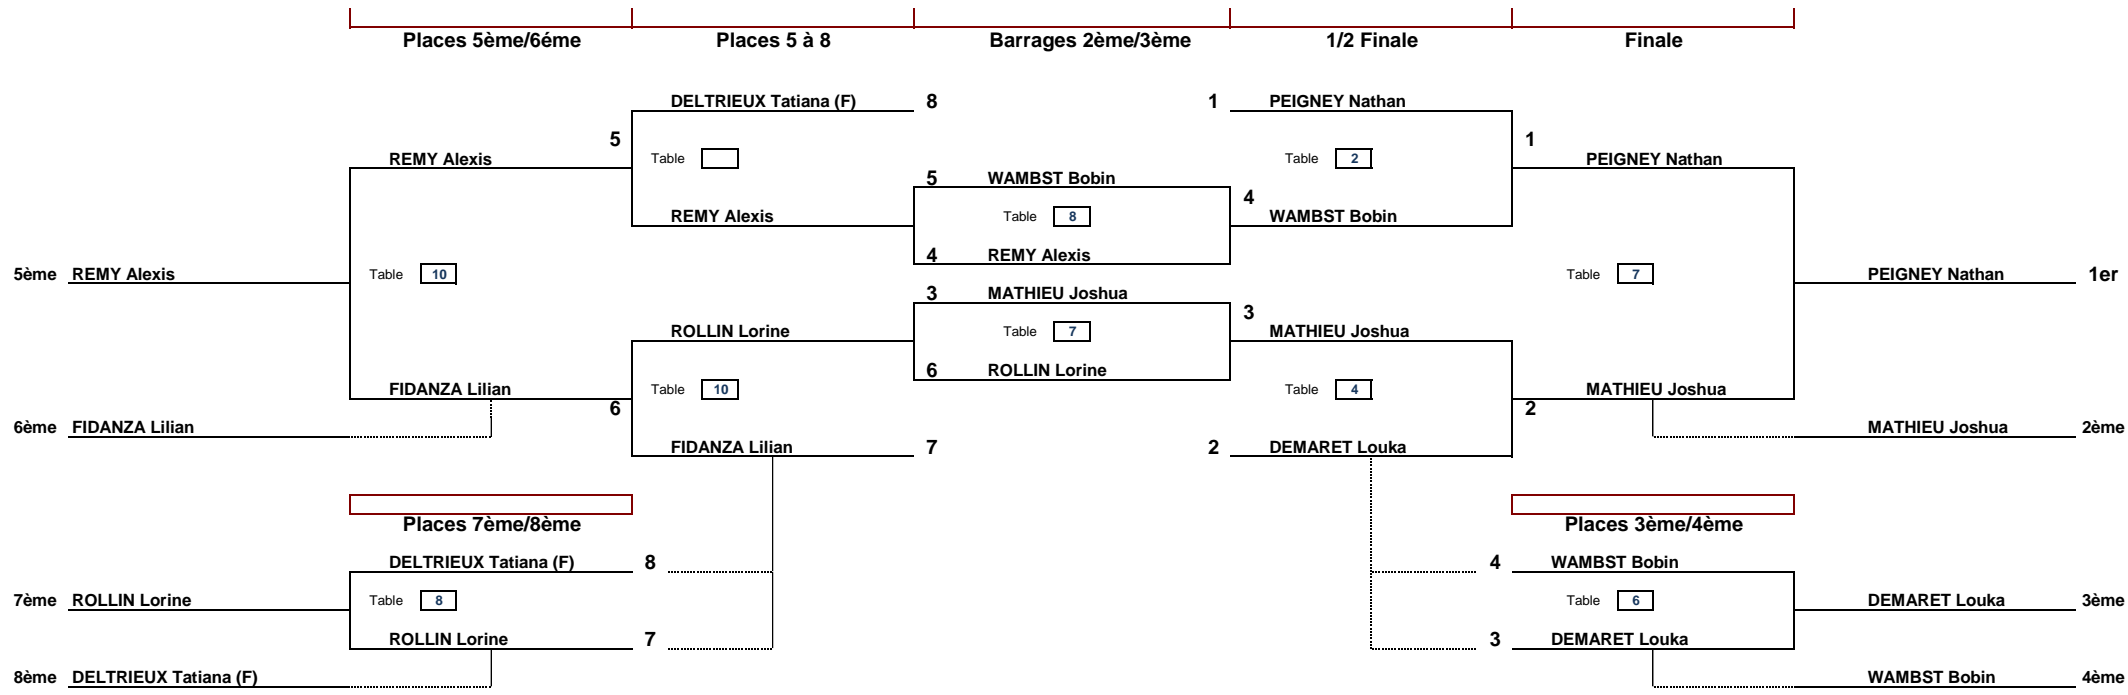 Places 5ème/6éme Places 5 à 8 Barrages 2ème/3ème 1/2 Finale Finale
DELTRIEUX Tatiana (F) 8 1 PEIGNEY Nathan
5 1
REMY Alexis Table Table 2 PEIGNEY Nathan
5 WAMBST Bobin
4
REMY Alexis Table 8 WAMBST Bobin
4 REMY Alexis
5ème REMY Alexis Table 10 Table 7 PEIGNEY Nathan 1er
3 MATHIEU Joshua
3
ROLLIN Lorine Table 7 MATHIEU Joshua
6 ROLLIN Lorine
FIDANZA Lilian Table 10 Table 4 MATHIEU Joshua
6 2
6ème FIDANZA Lilian MATHIEU Joshua 2ème
FIDANZA Lilian 7 2 DEMARET Louka
Places 7ème/8ème Places 3ème/4ème
DELTRIEUX Tatiana (F) 8 4 WAMBST Bobin
7ème ROLLIN Lorine Table 8 Table 6 DEMARET Louka 3ème
ROLLIN Lorine 7 3 DEMARET Louka
8ème DELTRIEUX Tatiana (F) WAMBST Bobin 4ème